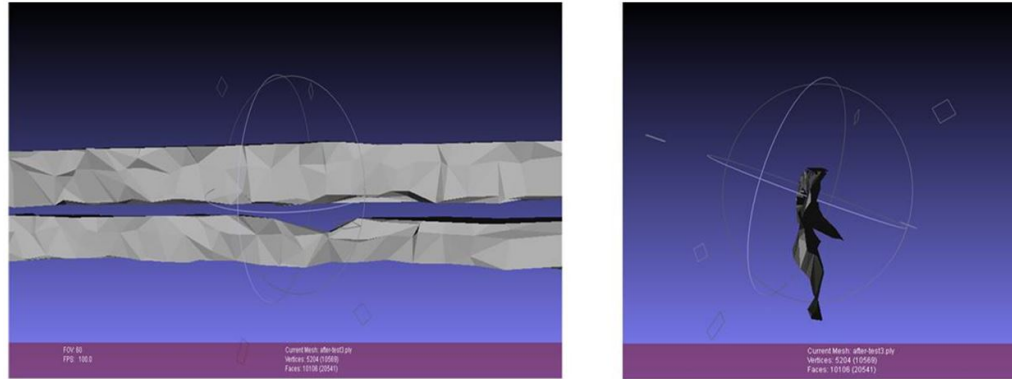 FOV: 60
FPS: 100.0
Current Mesh: after-test3.ply
Vertices: 5204 (10569)
Faces: 10106 (20541)
Current Mesh: after-test3.ply
Vertices: 5204 (10569)
Faces: 10106 (20541)